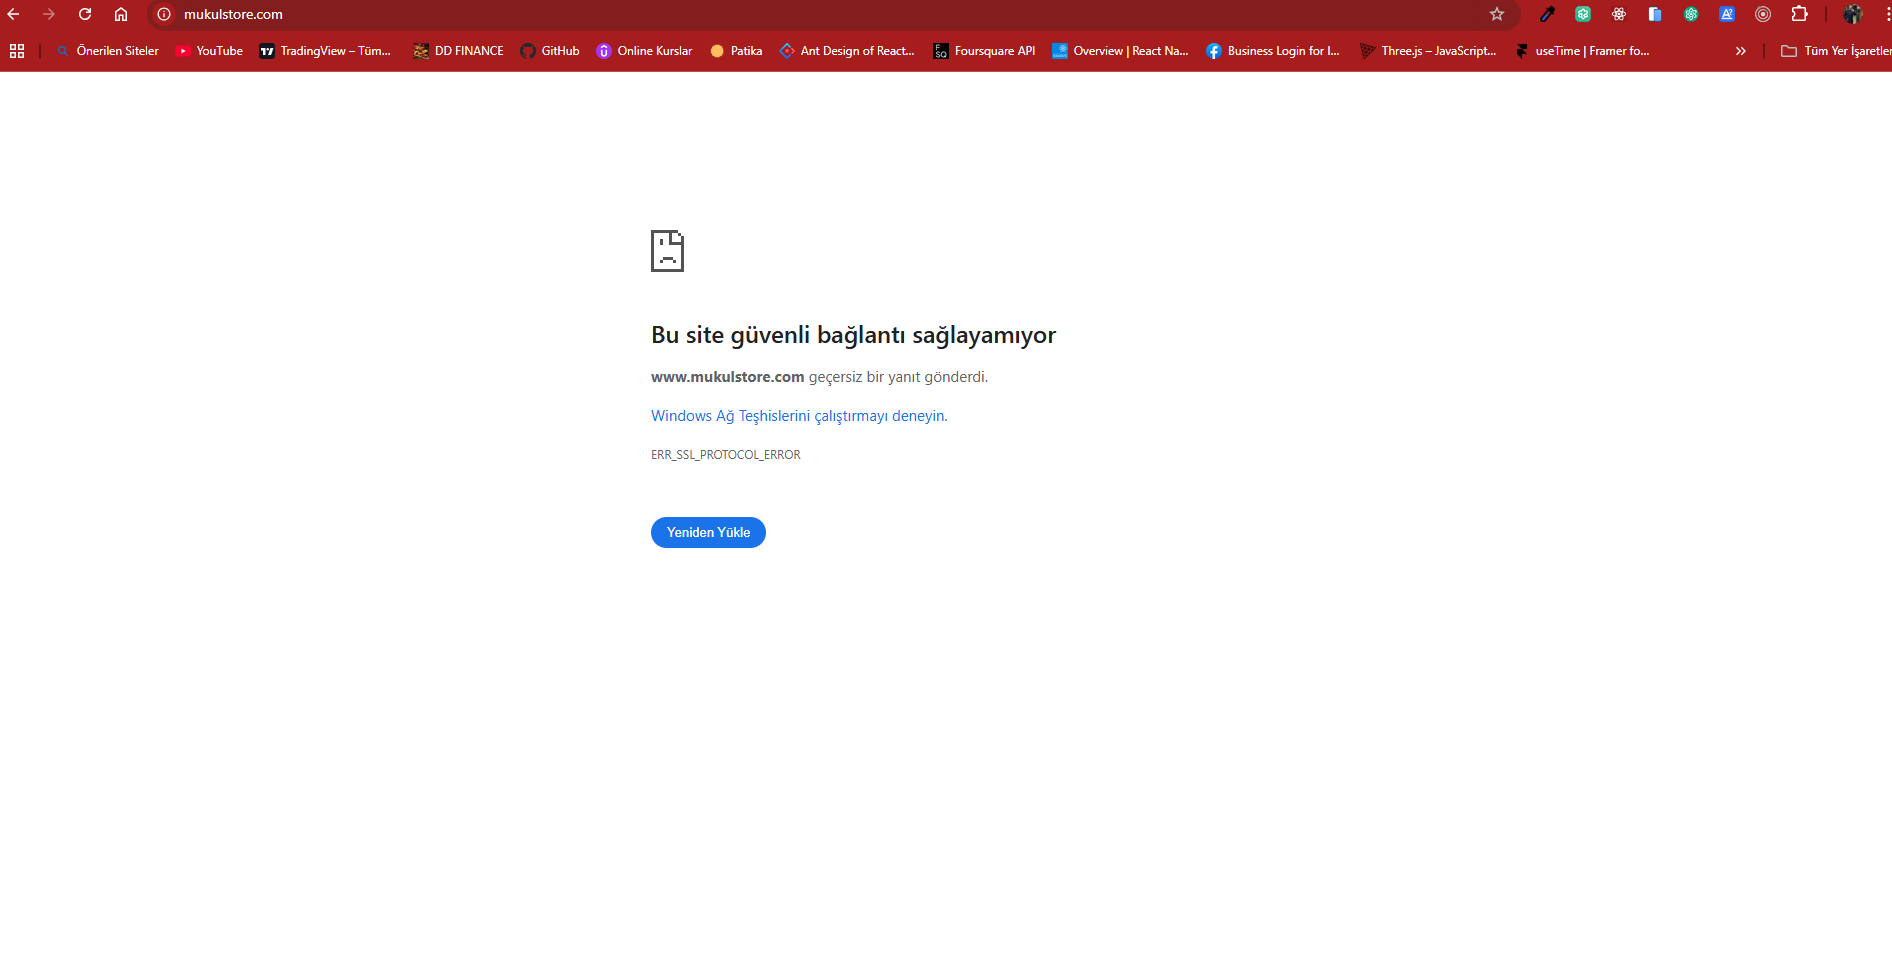 mukulstore.com
Önerilen Siteler YouTube TradingView – Tüm... DD FINANCE GitHub Online Kurslar Patika Ant Design of React... FSQ Foursquare API Overview | React Na... Business Login for I... Three.js – JavaScript... useTime | Framer fo... » Tüm Yer İşaretler
Bu site güvenli bağlantı sağlayamıyor
www.mukulstore.com geçersiz bir yanıt gönderdi.
Windows Ağ Teşhislerini çalıştırmayı deneyin.
ERR_SSL_PROTOCOL_ERROR
Yeniden Yükle